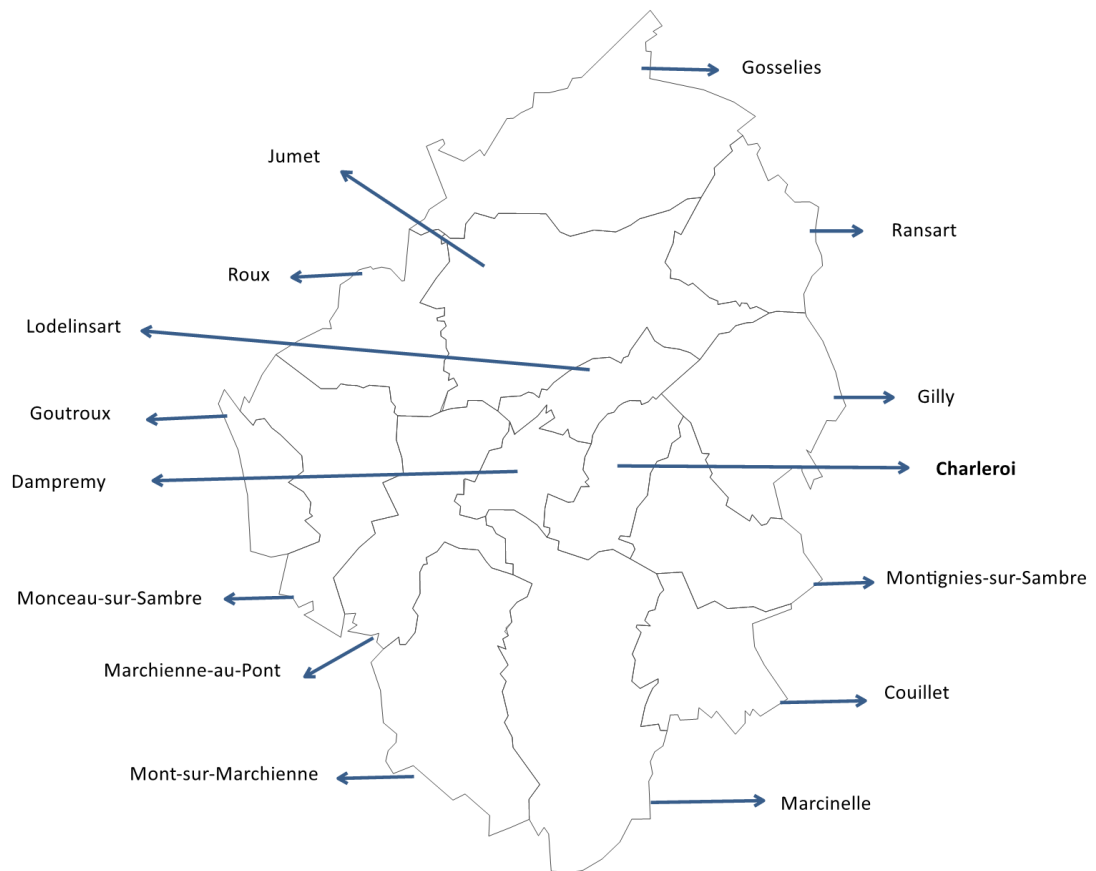 Gosselies
Jumet
Ransart
Roux
Lodelinsart
Gilly
Goutroux
Charleroi
Dampremy
Montignies-sur-Sambre
Monceau-sur-Sambre
Marchienne-au-Pont
Couillet
Mont-sur-Marchienne
Marcinelle